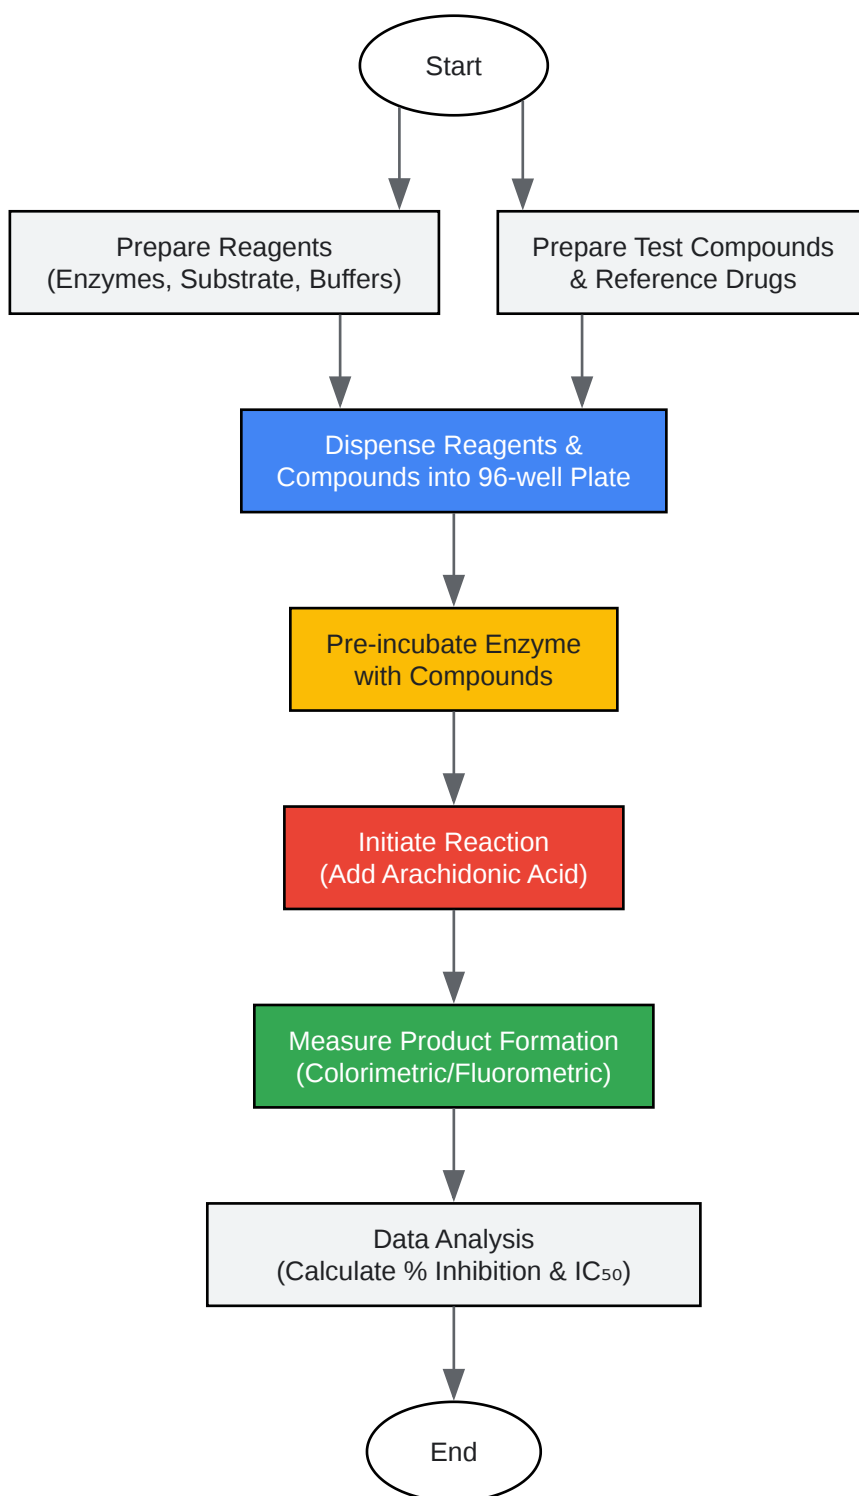 Start
Prepare Reagents
(Enzymes, Substrate, Buffers)
Prepare Test Compounds
& Reference Drugs
Dispense Reagents &
Compounds into 96-well Plate
Pre-incubate Enzyme
with Compounds
Initiate Reaction
(Add Arachidonic Acid)
Measure Product Formation
(Colorimetric/Fluorometric)
Data Analysis
(Calculate % Inhibition & IC₅₀)
End